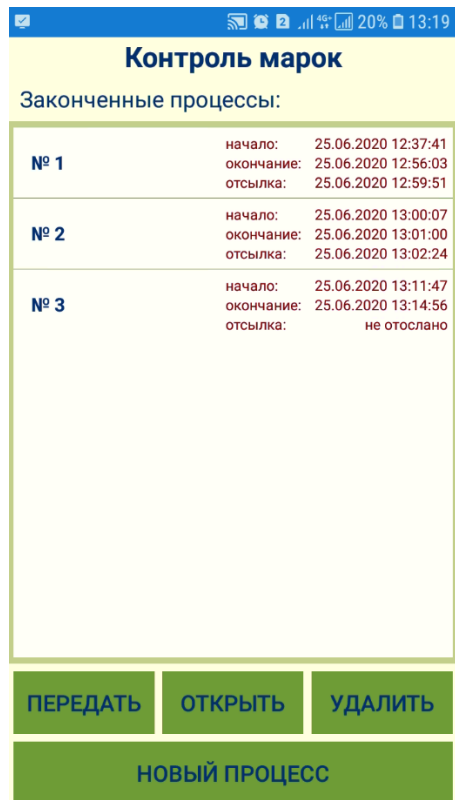 2 4G+ 20% 13:19
Контроль марок
Законченные процессы:
№ 1
начало: 25.06.2020 12:37:41
окончание: 25.06.2020 12:56:03
отсылка: 25.06.2020 12:59:51
№ 2
начало: 25.06.2020 13:00:07
окончание: 25.06.2020 13:01:00
отсылка: 25.06.2020 13:02:24
№ 3
начало: 25.06.2020 13:11:47
окончание: 25.06.2020 13:14:56
отсылка: не отослано
ПЕРЕДАТЬ ОТКРЫТЬ УДАЛИТЬ
НОВЫЙ ПРОЦЕСС